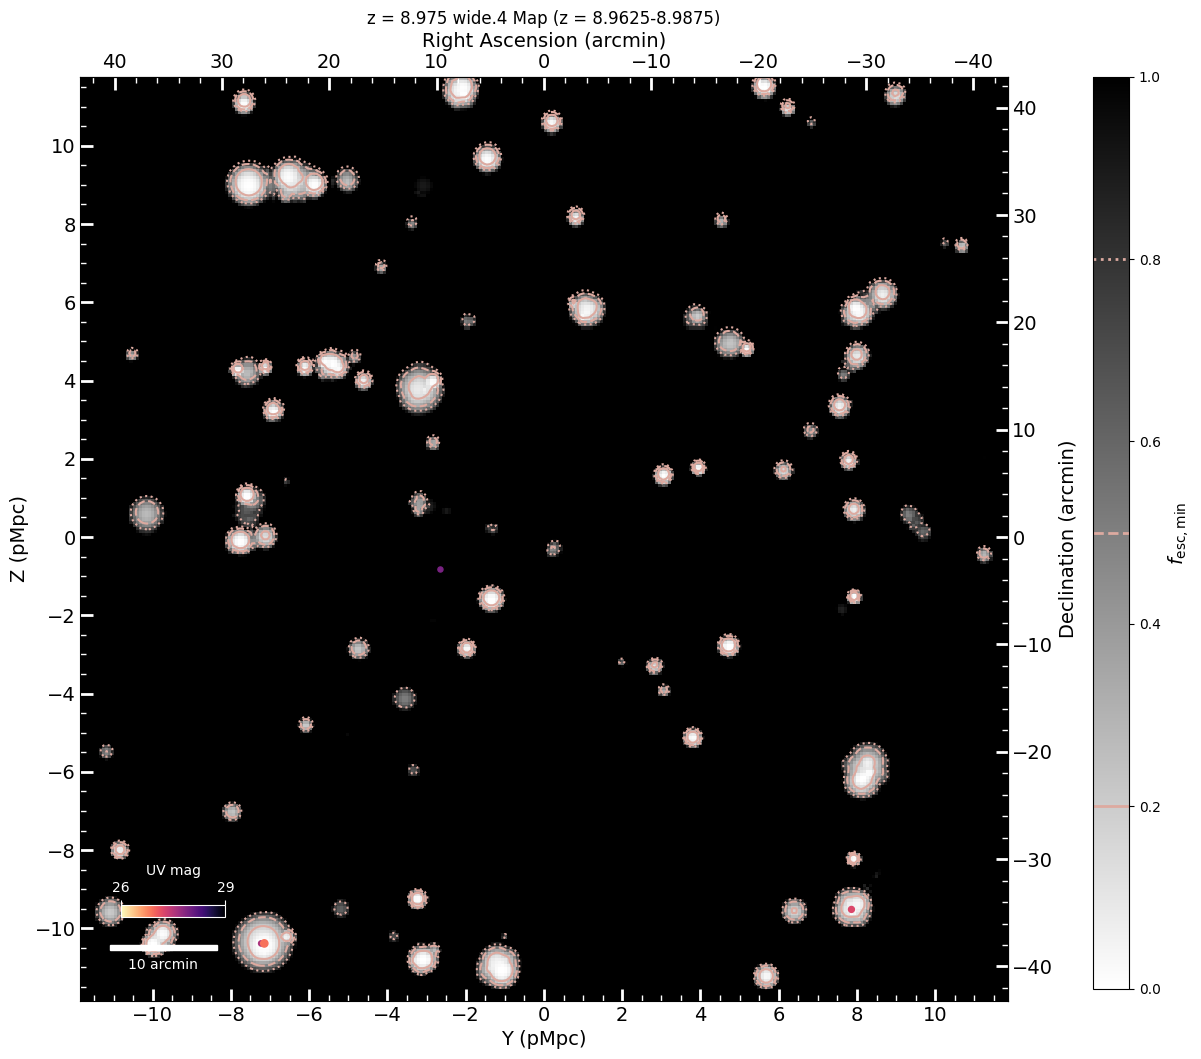 z = 8.975 wide.4 Map (z = 8.9625-8.9875)
Right Ascension (arcmin)
40 30 20 10 0 −10 −20 −30 −40
10
8
6
4
2
0
−2
−4
−6
−8
−10
Z (pMpc)
UV mag
26 29
10 arcmin
−10 −8 −6 −4 −2 0 2 4 6 8 10
Y (pMpc)
40
30
20
10
0
−10
−20
−30
−40
Declination (arcmin)
1.0
0.8
0.6
0.4
0.2
0.0
f_esc,min